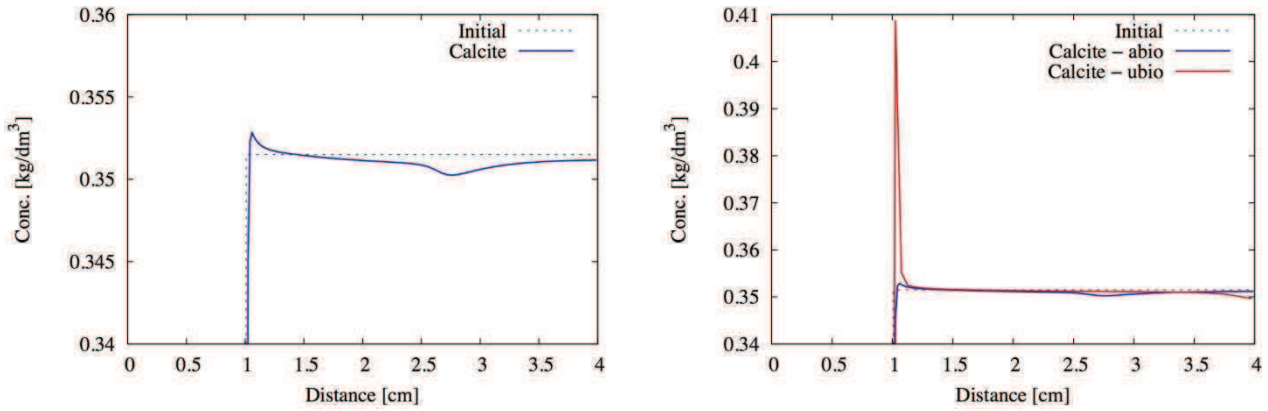 0.36
0.355
0.35
0.345
0.34
Conc. [kg/dm³]
Initial
Calcite
0 0.5 1 1.5 2 2.5 3 3.5 4
Distance [cm]
0.41
0.4
0.39
0.38
0.37
0.36
0.35
0.34
Conc. [kg/dm³]
Initial
Calcite – abio
Calcite – ubio
0 0.5 1 1.5 2 2.5 3 3.5 4
Distance [cm]